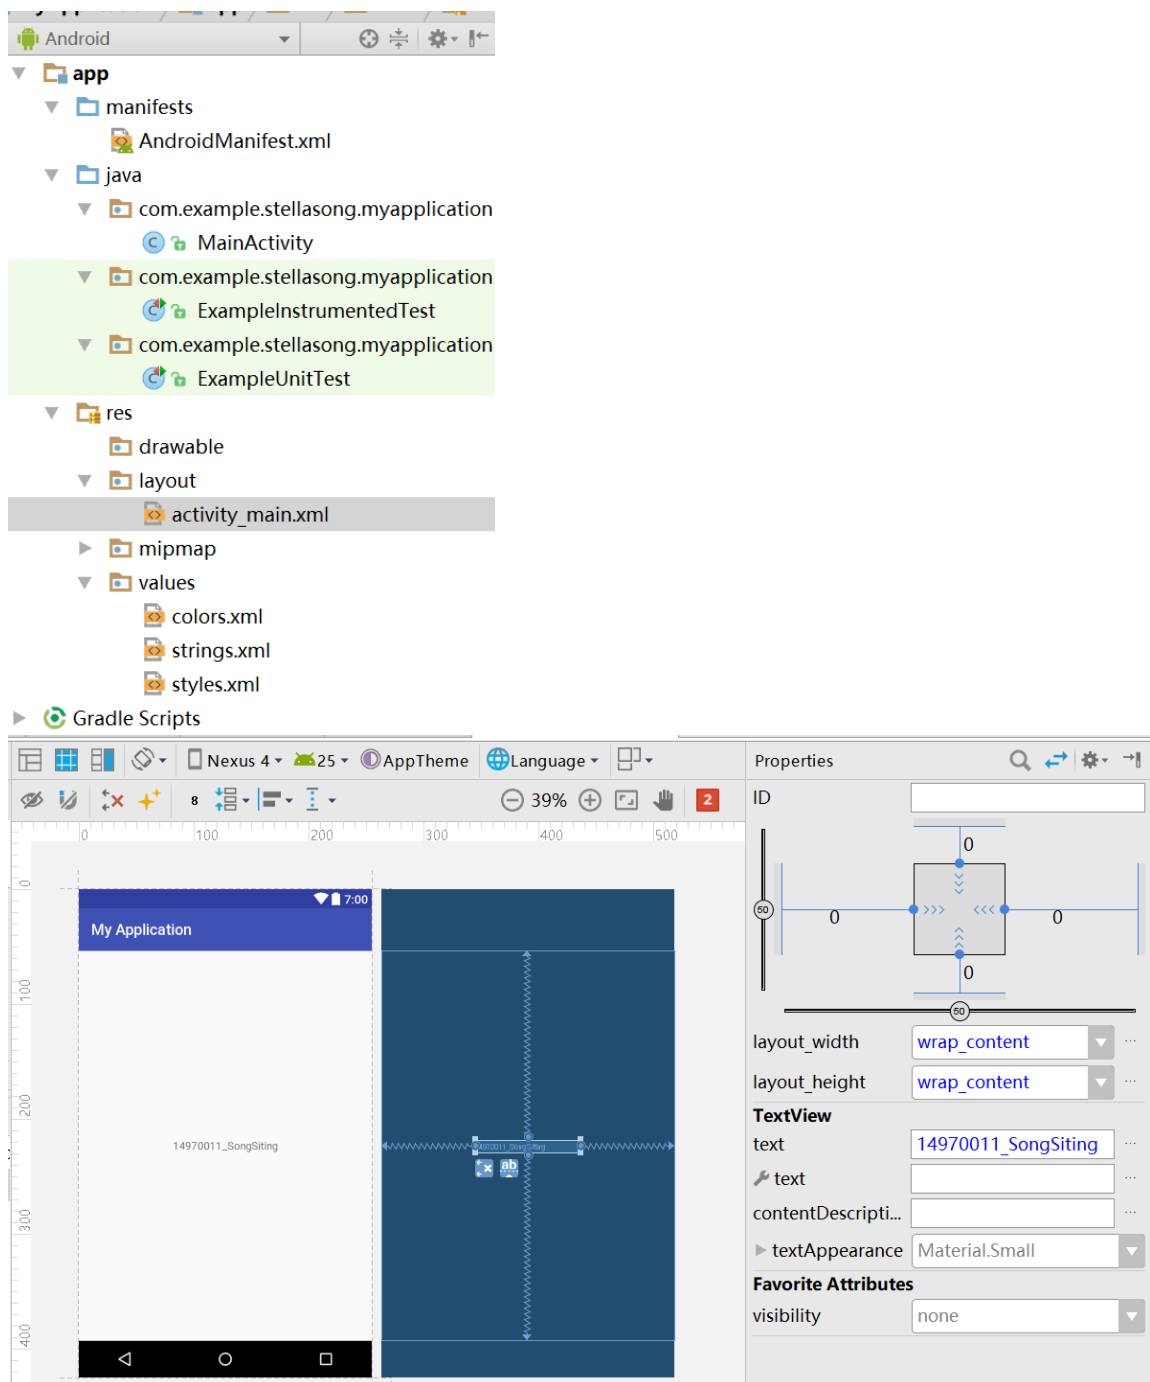 Android
app
manifests
AndroidManifest.xml
java
com.example.stellasong.myapplication
MainActivity
com.example.stellasong.myapplication
ExampleInstrumentedTest
com.example.stellasong.myapplication
ExampleUnitTest
res
drawable
layout
activity_main.xml
mipmap
values
colors.xml
strings.xml
styles.xml
Gradle Scripts
Nexus 4 25 AppTheme Language
8 39% 2
0 100 200 300 400 500
0
100
200
300
400
7:00
My Application
14970011_SongSiting
14970011_SongSiting
ab
Properties
ID
0
50 0 0
0
50
layout_width wrap_content ...
layout_height wrap_content ...
TextView
text 14970011_SongSiting ...
text ...
contentDescripti... ...
textAppearance Material.Small
Favorite Attributes
visibility none